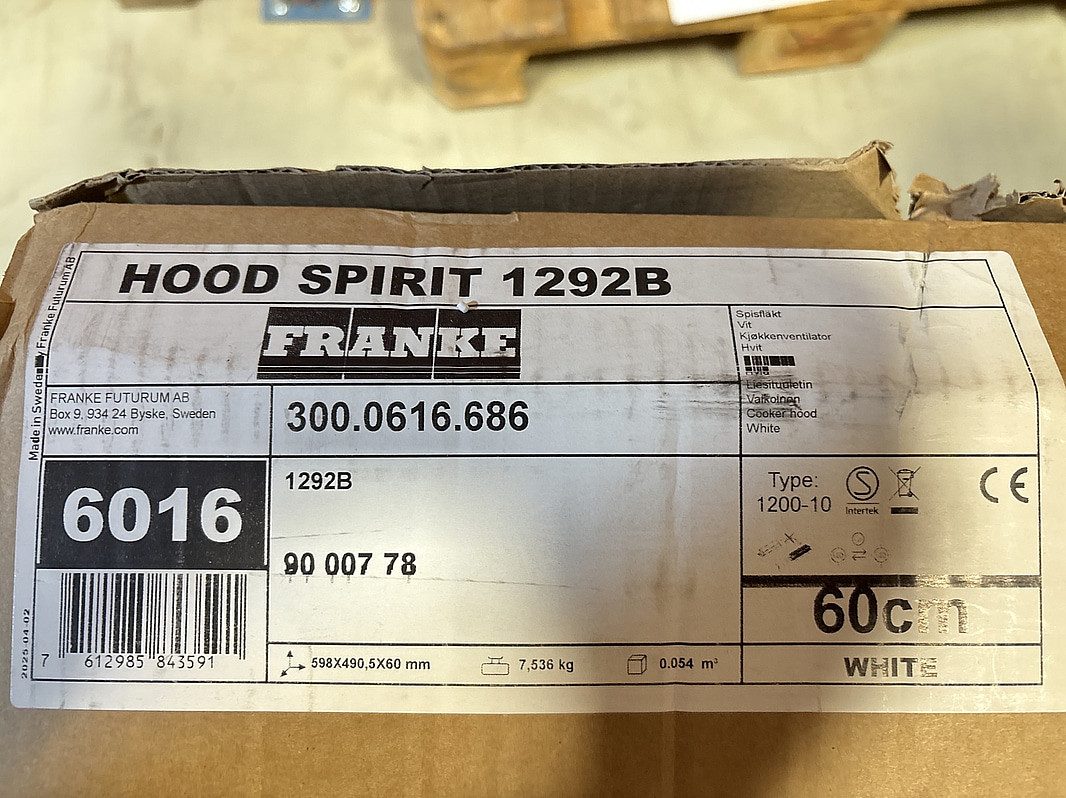 HOOD SPIRIT 1292B
FRANKE
Made in Sweden by Franke Futurum AB
FRANKE FUTURUM AB
Box 9, 934 24 Byske, Sweden
www.franke.com
300.0616.686
Spisfläkt
Vit
Kjøkkenventilator
Hvit
Liesituuletin
Valkoinen
Cooker hood
White
6016
1292B
90 007 78
Type:
1200-10
S
Intertek
CE
60cm
WHITE
2025-04-02
7 612985 843591
598X490,5X60 mm
7,536 kg
0.054 m³